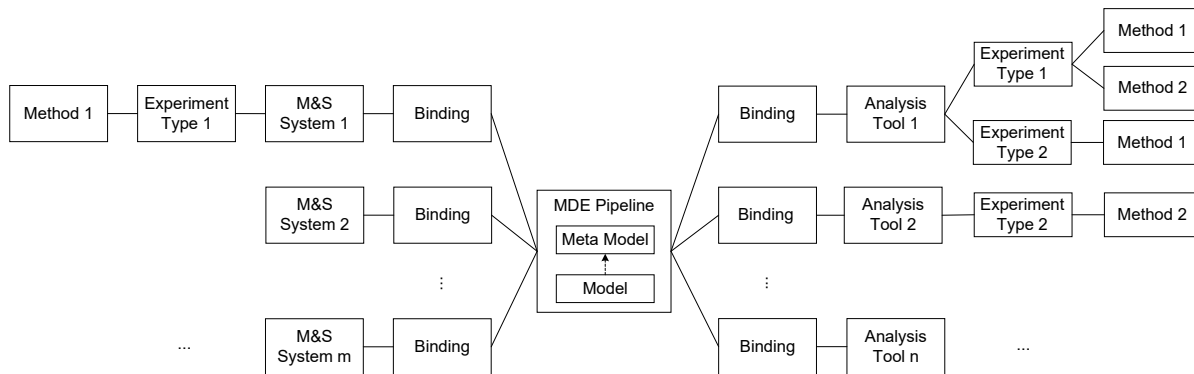 Method 1
Experiment
Type 1
M&S
System 1
Binding
M&S
System 2
Binding
⋮
...
M&S
System m
Binding
MDE Pipeline
Meta Model
Model
Binding
Analysis
Tool 1
Experiment
Type 1
Method 1
Method 2
Experiment
Type 2
Method 1
Binding
Analysis
Tool 2
Experiment
Type 2
Method 2
⋮
Binding
Analysis
Tool n
...